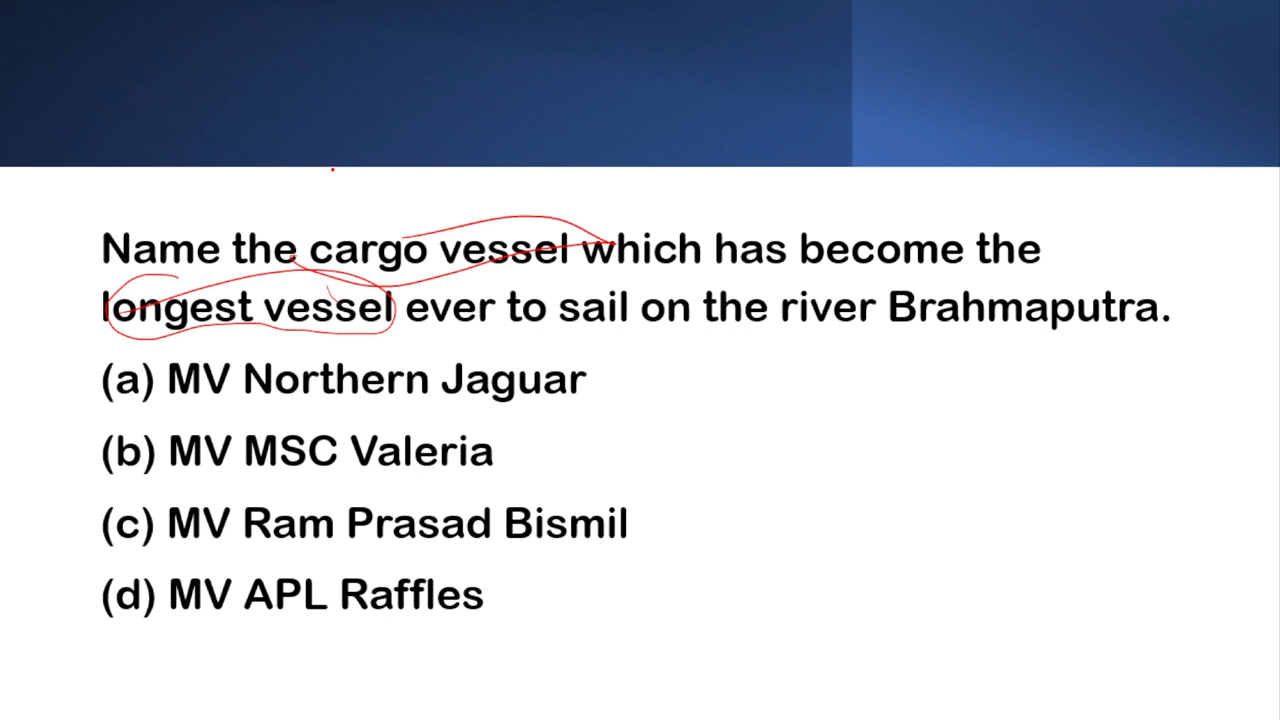 Name the cargo vessel which has become the
longest vessel ever to sail on the river Brahmaputra.
(a) MV Northern Jaguar
(b) MV MSC Valeria
(c) MV Ram Prasad Bismil
(d) MV APL Raffles